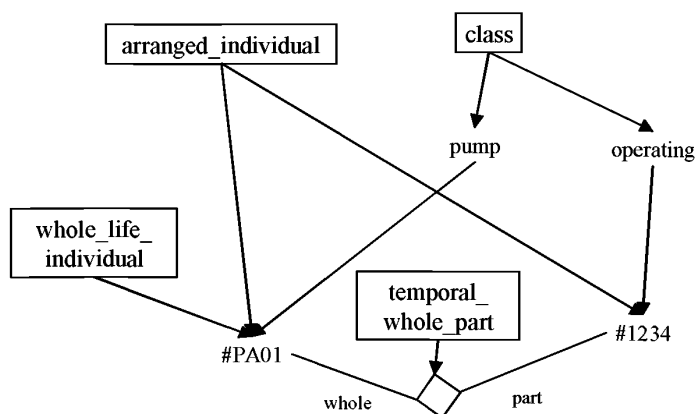 class
arranged_individual
pump
operating
whole_life_
individual
temporal_
whole_part
#PA01
#1234
whole
part